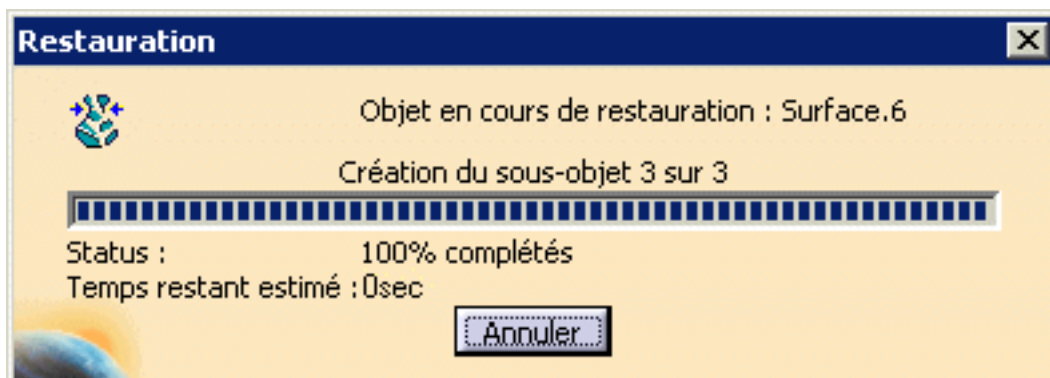 Restauration
Objet en cours de restauration : Surface.6
Création du sous-objet 3 sur 3
Status : 100% complétés
Temps restant estimé :0sec
Annuler